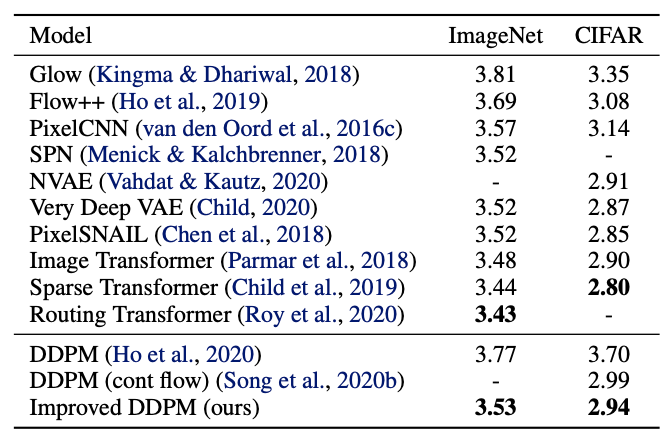 Model ImageNet CIFAR
Glow (Kingma & Dhariwal, 2018) 3.81 3.35
Flow++ (Ho et al., 2019) 3.69 3.08
PixelCNN (van den Oord et al., 2016c) 3.57 3.14
SPN (Menick & Kalchbrenner, 2018) 3.52 -
NVAE (Vahdat & Kautz, 2020) - 2.91
Very Deep VAE (Child, 2020) 3.52 2.87
PixelSNAIL (Chen et al., 2018) 3.52 2.85
Image Transformer (Parmar et al., 2018) 3.48 2.90
Sparse Transformer (Child et al., 2019) 3.44 2.80
Routing Transformer (Roy et al., 2020) 3.43 -
DDPM (Ho et al., 2020) 3.77 3.70
DDPM (cont flow) (Song et al., 2020b) - 2.99
Improved DDPM (ours) 3.53 2.94